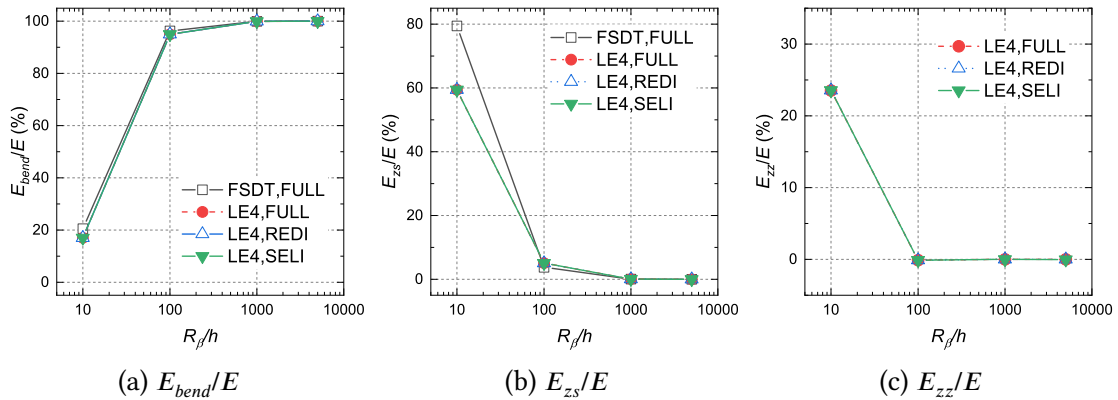 100
80
60
40
20
0
E_bend/E (%)
FSDT,FULL
LE4,FULL
LE4,REDI
LE4,SELI
10 100 1000 10000
R_β/h
(a) E_bend/E
80
60
40
20
0
E_zs/E (%)
FSDT,FULL
LE4,FULL
LE4,REDI
LE4,SELI
10 100 1000 10000
R_β/h
(b) E_zs/E
30
20
10
0
E_zz/E (%)
LE4,FULL
LE4,REDI
LE4,SELI
10 100 1000 10000
R_β/h
(c) E_zz/E